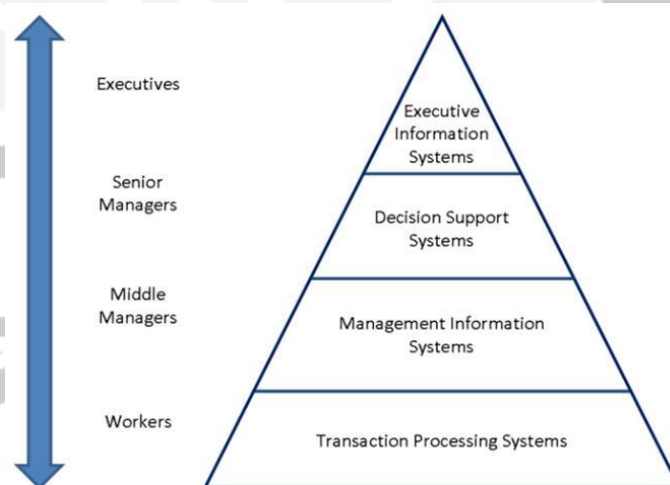 Executives
Executive
Information
Systems
Senior
Managers
Decision Support
Systems
Middle
Managers
Management Information
Systems
Workers
Transaction Processing Systems